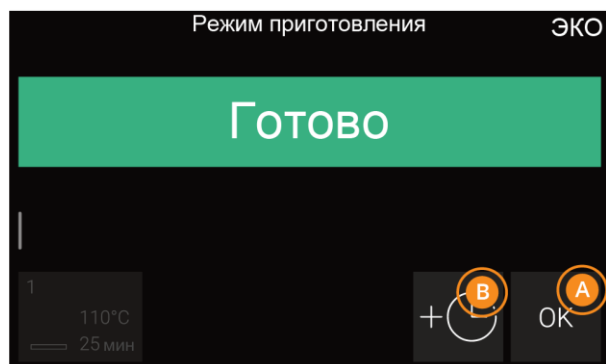 Режим приготовления ЭКО
Готово
1
110°C
25 мин
+ B
OK A